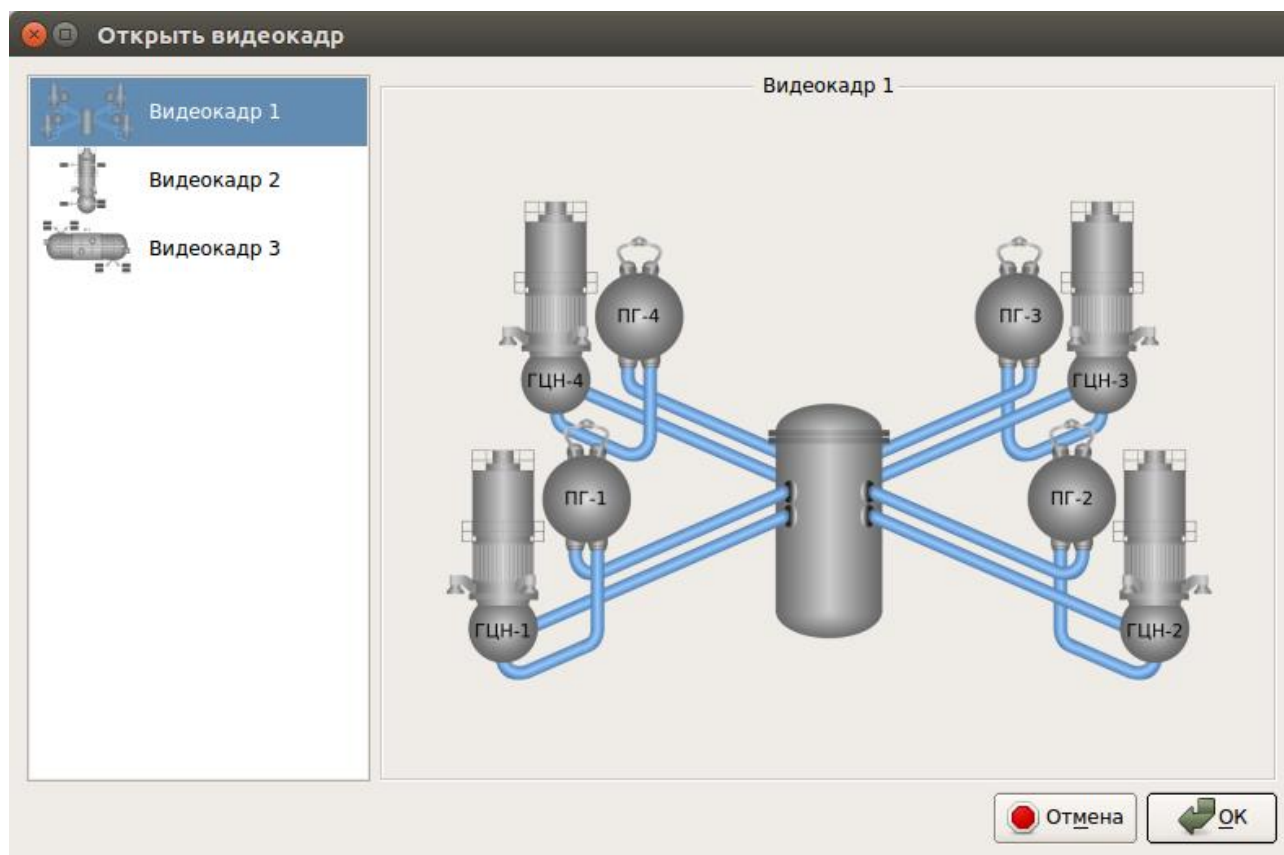 Открыть видеокадр
Видеокадр 1
Видеокадр 2
Видеокадр 3
Видеокадр 1
ПГ-4
ПГ-3
ГЦН-4
ГЦН-3
ПГ-1
ПГ-2
ГЦН-1
ГЦН-2
Отмена
ОК